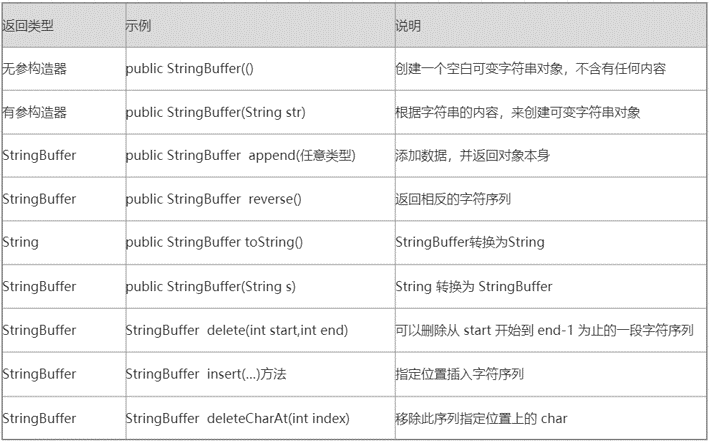 返回类型 示例 说明
无参构造器 public StringBuffer(() 创建一个空白可变字符串对象，不含有任何内容
有参构造器 public StringBuffer(String str) 根据字符串的内容，来创建可变字符串对象
StringBuffer public StringBuffer append(任意类型) 添加数据，并返回对象本身
StringBuffer public StringBuffer reverse() 返回相反的字符序列
String public StringBuffer toString() StringBuffer转换为String
StringBuffer public StringBuffer(String s) String 转换为 StringBuffer
StringBuffer StringBuffer delete(int start,int end) 可以删除从 start 开始到 end-1 为止的一段字符序列
StringBuffer StringBuffer insert(...)方法 指定位置插入字符序列
StringBuffer StringBuffer deleteCharAt(int index) 移除此序列指定位置上的 char